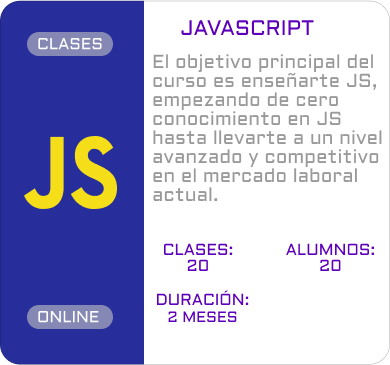 CLASES
JS
ONLINE
JAVASCRIPT
El objetivo principal del
curso es enseñarte JS,
empezando de cero
conocimiento en JS
hasta llevarte a un nivel
avanzado y competitivo
en el mercado laboral
actual.
CLASES:
20
ALUMNOS:
20
DURACIÓN:
2 MESES